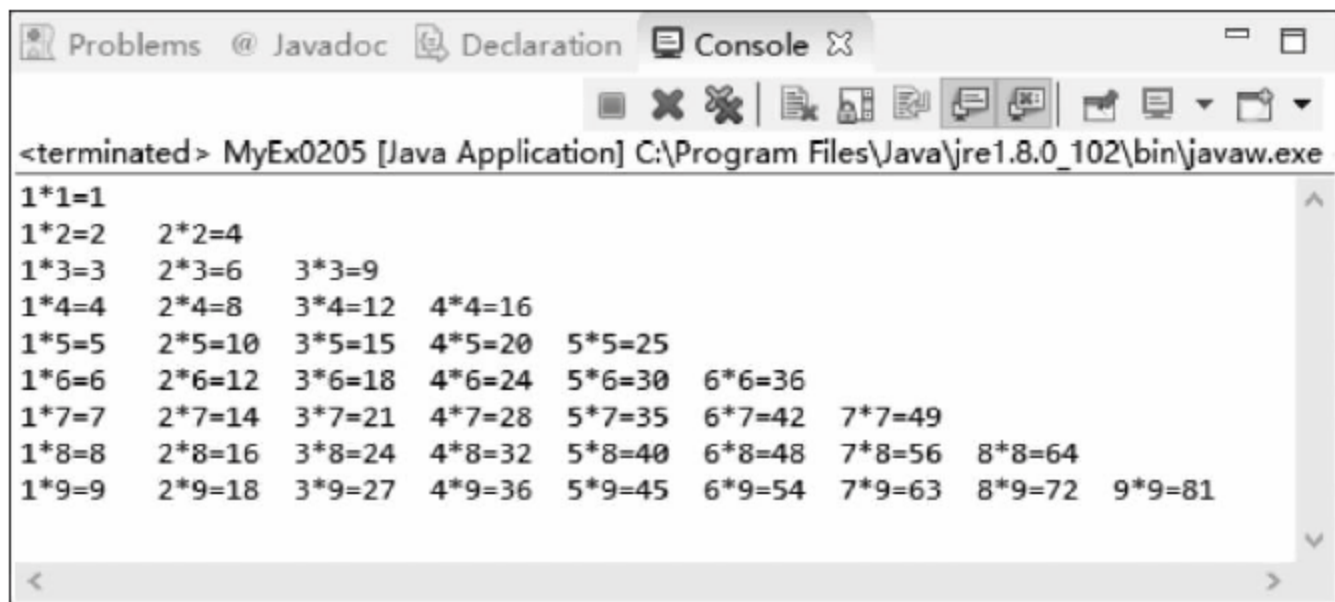 Problems @ Javadoc Declaration Console
<terminated> MyEx0205 [Java Application] C:\Program Files\Java\jre1.8.0_102\bin\javaw.exe
1*1=1
1*2=2 2*2=4
1*3=3 2*3=6 3*3=9
1*4=4 2*4=8 3*4=12 4*4=16
1*5=5 2*5=10 3*5=15 4*5=20 5*5=25
1*6=6 2*6=12 3*6=18 4*6=24 5*6=30 6*6=36
1*7=7 2*7=14 3*7=21 4*7=28 5*7=35 6*7=42 7*7=49
1*8=8 2*8=16 3*8=24 4*8=32 5*8=40 6*8=48 7*8=56 8*8=64
1*9=9 2*9=18 3*9=27 4*9=36 5*9=45 6*9=54 7*9=63 8*9=72 9*9=81